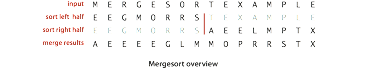 input M E R G E S O R T E X A M P L E
sort left half E E G M O R R S T E X A M P L E
sort right half E E G M O R R S A E E L M P T X
merge results A E E E E G L M M O P R R S T X
Mergesort overview